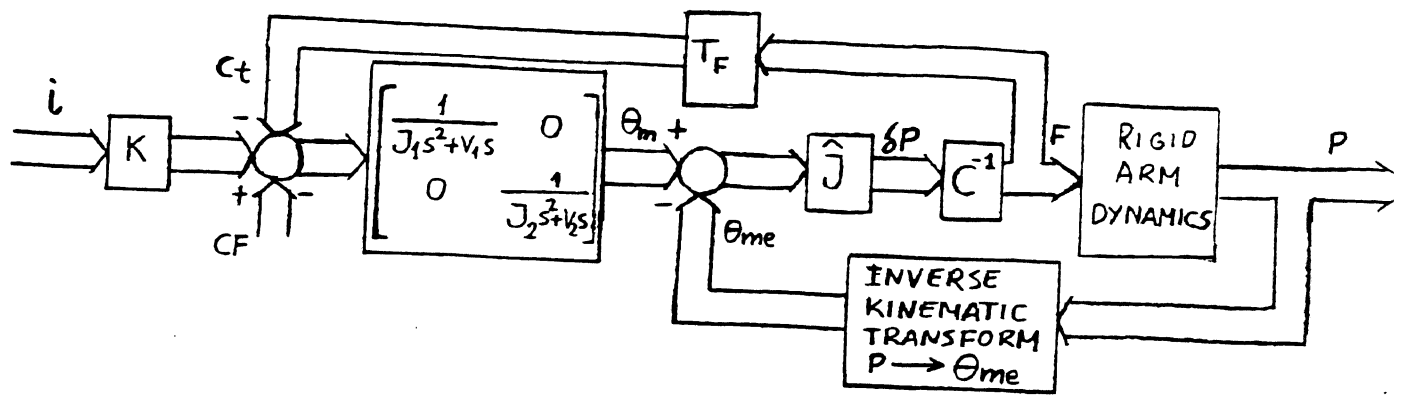 i
K
Ct
-
+
-
CF
1
J1s²+V1s
0
0
1
J2s²+V2s
TF
θm +
-
θme
Ĵ
δP
C⁻¹
F
RIGID
ARM
DYNAMICS
P
INVERSE
KINEMATIC
TRANSFORM
P → θme